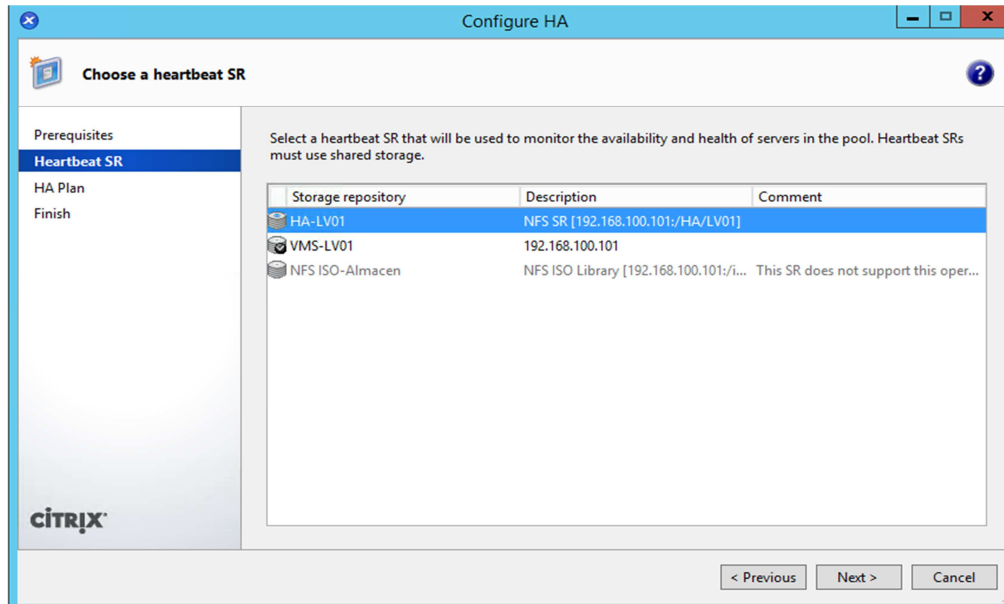 Configure HA
Choose a heartbeat SR
?
Prerequisites
Heartbeat SR
HA Plan
Finish
Select a heartbeat SR that will be used to monitor the availability and health of servers in the pool. Heartbeat SRs
must use shared storage.
Storage repository Description Comment
HA-LV01 NFS SR [192.168.100.101:/HA/LV01]
VMS-LV01 192.168.100.101
NFS ISO-Almacen NFS ISO Library [192.168.100.101:/i... This SR does not support this oper...
CİTRIX
< Previous Next > Cancel